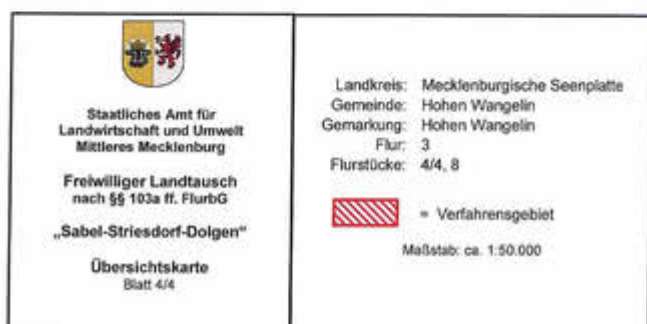 Staatliches Amt für
Landwirtschaft und Umwelt
Mittleres Mecklenburg
Freiwilliger Landtausch
nach §§ 103a ff. FlurbG
„Sabel-Striesdorf-Dolgen“
Übersichtskarte
Blatt 4/4
Landkreis: Mecklenburgische Seenplatte
Gemeinde: Hohen Wangelin
Gemarkung: Hohen Wangelin
Flur: 3
Flurstücke: 4/4, 8
= Verfahrensgebiet
Maßstab: ca. 1:50.000